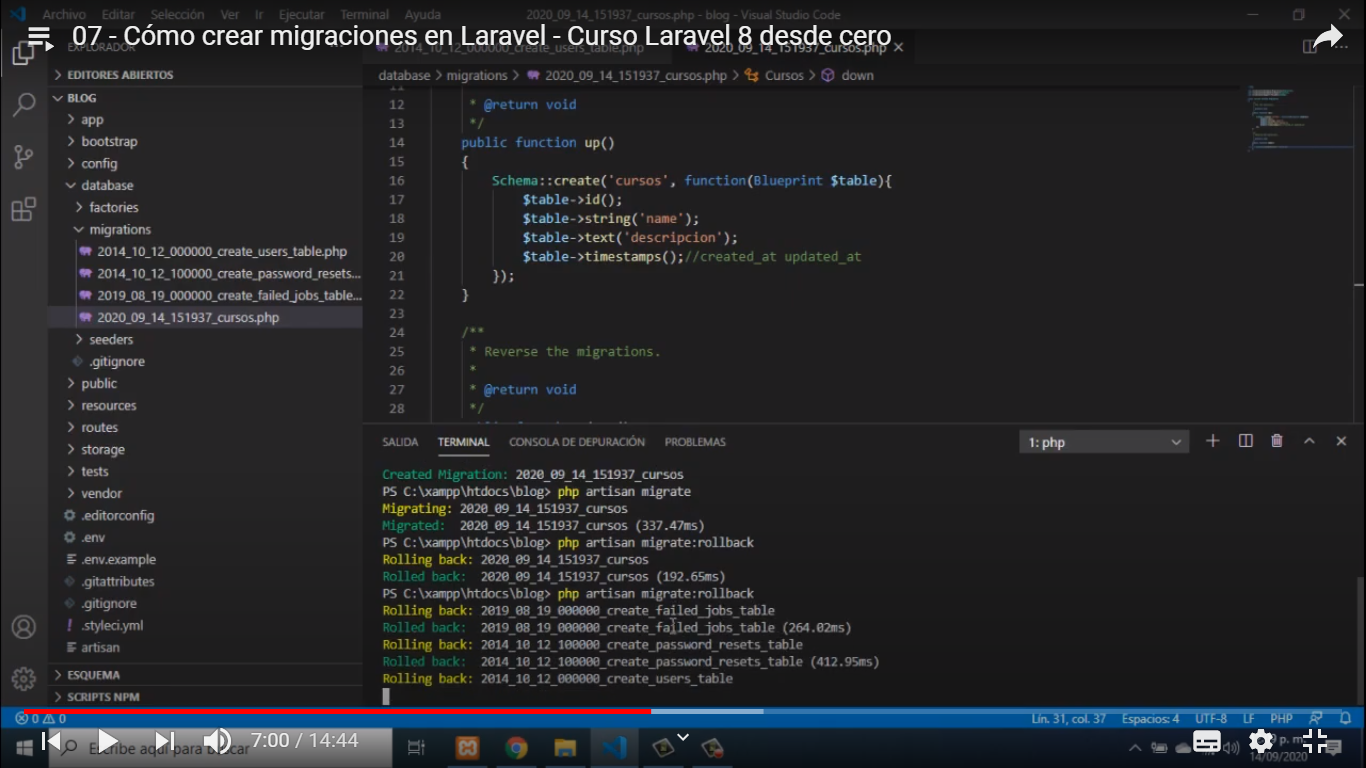 Archivo Editar Selección Ver Ir Ejecutar Terminal Ayuda 2020_09_14_151937_cursos.php - blog - Visual Studio Code
07 - Cómo crear migraciones en Laravel - Curso Laravel 8 desde cero
EXPLORADOR
2014_10_12_000000_create_users_table.php
2020_09_14_151937_cursos.php
EDITORES ABIERTOS
BLOG
app
bootstrap
config
database
factories
migrations
2014_10_12_000000_create_users_table.php
2014_10_12_100000_create_password_resets...
2019_08_19_000000_create_failed_jobs_table...
2020_09_14_151937_cursos.php
seeders
.gitignore
public
resources
routes
storage
tests
vendor
.editorconfig
.env
.env.example
.gitattributes
.gitignore
.styleci.yml
artisan
ESQUEMA
SCRIPTS NPM
database > migrations > 2020_09_14_151937_cursos.php > Cursos > down
11
12 * @return void
13 */
14 public function up()
15 {
16 Schema::create('cursos', function(Blueprint $table){
17 $table->id();
18 $table->string('name');
19 $table->text('descripcion');
20 $table->timestamps();//created_at updated_at
21 });
22 }
23
24 /**
25 * Reverse the migrations.
26 *
27 * @return void
28 */
SALIDA TERMINAL CONSOLA DE DEPURACIÓN PROBLEMAS 1: php
Created Migration: 2020_09_14_151937_cursos
PS C:\xampp\htdocs\blog> php artisan migrate
Migrating: 2020_09_14_151937_cursos
Migrated: 2020_09_14_151937_cursos (337.47ms)
PS C:\xampp\htdocs\blog> php artisan migrate:rollback
Rolling back: 2020_09_14_151937_cursos
Rolled back: 2020_09_14_151937_cursos (192.65ms)
PS C:\xampp\htdocs\blog> php artisan migrate:rollback
Rolling back: 2019_08_19_000000_create_failed_jobs_table
Rolled back: 2019_08_19_000000_create_failed_jobs_table (264.02ms)
Rolling back: 2014_10_12_100000_create_password_resets_table
Rolled back: 2014_10_12_100000_create_password_resets_table (412.95ms)
Rolling back: 2014_10_12_000000_create_users_table
0 0 Lín. 31, col. 37 Espacios: 4 UTF-8 LF PHP
Escribe aquí para buscar
7:00 / 14:44
p. m.
14/09/2020